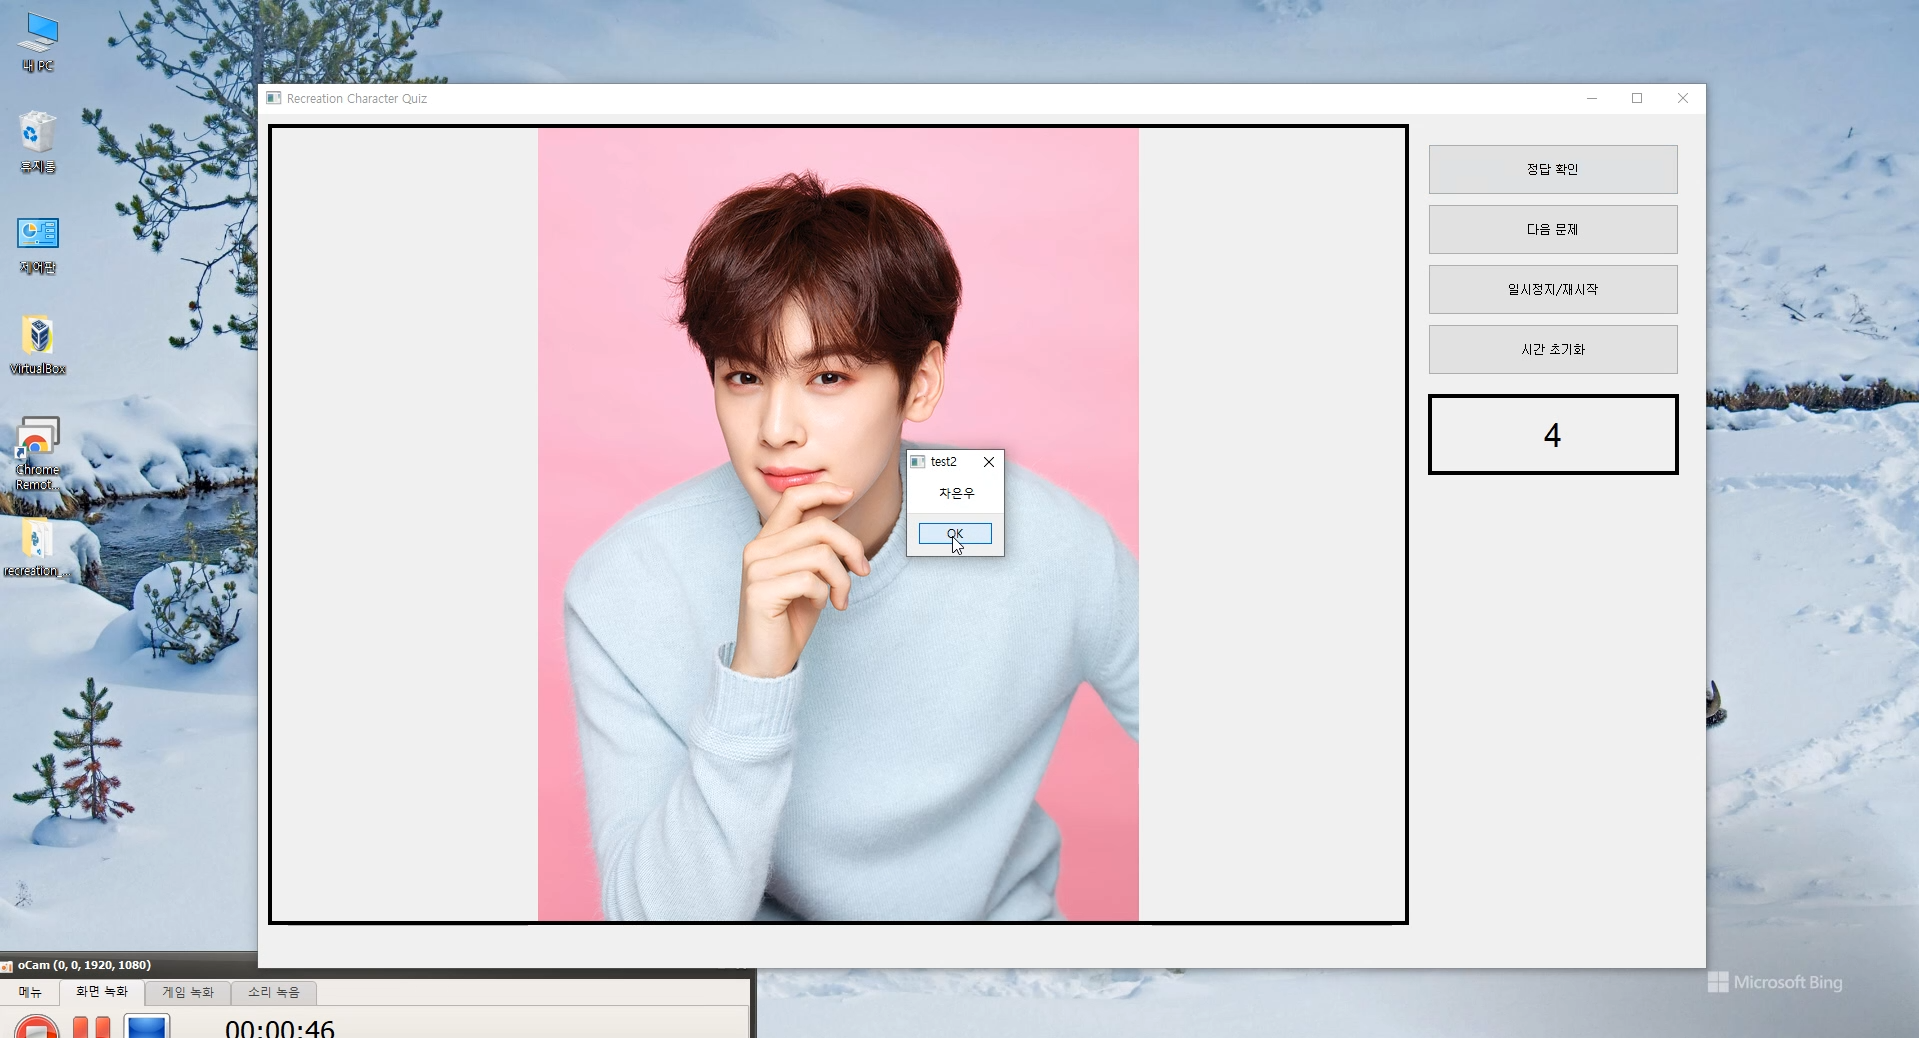 내 PC
휴지통
제어판
VirtualBox
Chrome
Remot...
recreation_...
Recreation Character Quiz
정답 확인
다음 문제
일시정지/재시작
시간 초기화
4
test2
차은우
OK
oCam (0, 0, 1920, 1080)
메뉴
화면 녹화
게임 녹화
소리 녹음
00:00:46
Microsoft Bing